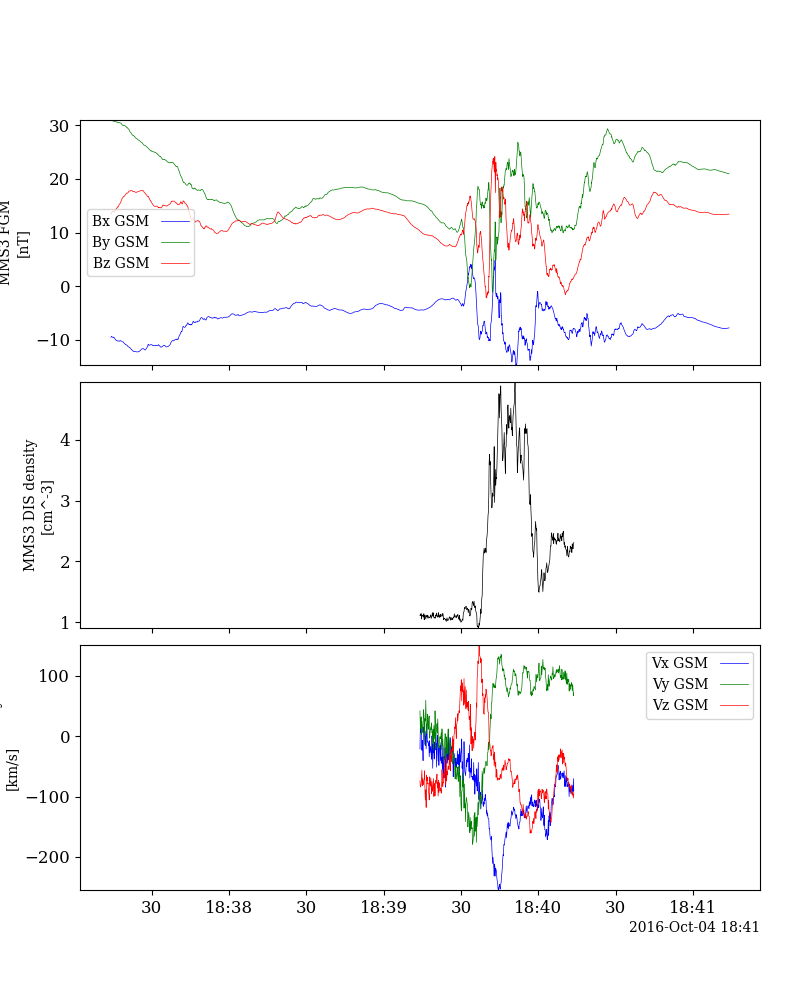 30
20
10
0
−10
MMS3 FGM
[nT]
Bx GSM
By GSM
Bz GSM
4
3
2
1
MMS3 DIS density
[cm^-3]
100
0
−100
−200
[km/s]
Vx GSM
Vy GSM
Vz GSM
30 18:38 30 18:39 30 18:40 30 18:41
2016-Oct-04 18:41